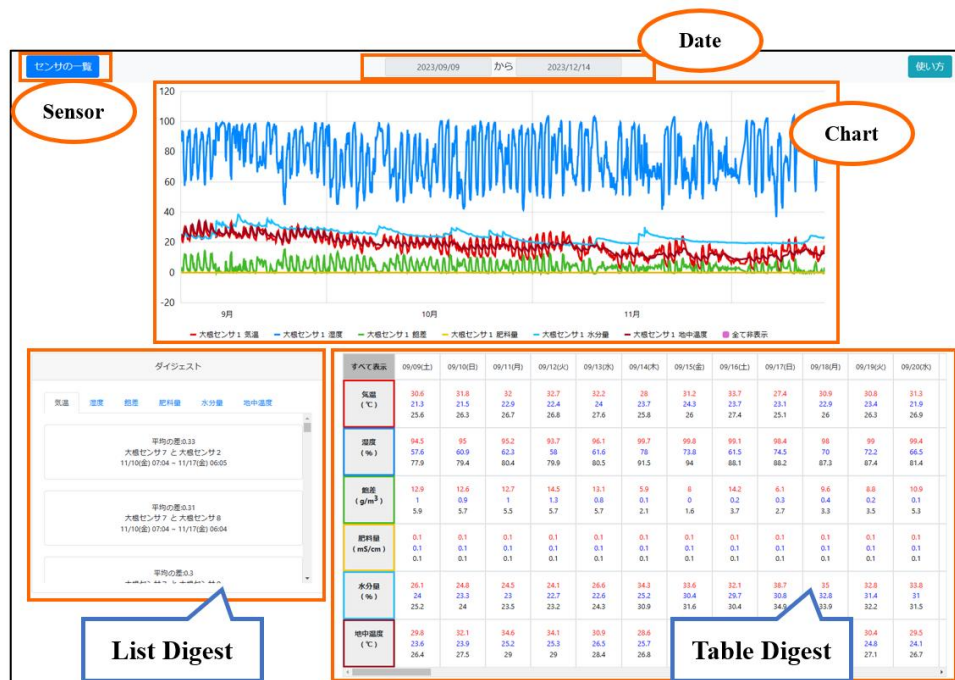 Date
センサの一覧
2023/09/09 から 2023/12/14
使い方
Sensor
Chart
120
100
80
60
40
20
0
-20
9月 10月 11月
大根センサ1 気温 大根センサ1 湿度 大根センサ1 飽差 大根センサ1 肥料量 大根センサ1 水分量 大根センサ1 地中温度 全て非表示
ダイジェスト
気温 湿度 飽差 肥料量 水分量 地中温度
平均の差:0.33
大根センサ7 と 大根センサ2
11/10(金) 07:04 ~ 11/17(金) 06:05
平均の差:0.31
大根センサ7 と 大根センサ8
11/10(金) 07:04 ~ 11/17(金) 06:04
平均の差:0.3
List Digest
すべて表示 09/09(土) 09/10(日) 09/11(月) 09/12(火) 09/13(水) 09/14(木) 09/15(金) 09/16(土) 09/17(日) 09/18(月) 09/19(火) 09/20(水)
気温
(℃)
30.6 31.8 32 32.7 32.2 28 31.2 33.7 27.4 30.9 30.8 31.3
21.3 21.5 22.9 22.4 24 23.7 24.3 23.7 23.1 22.9 23.4 21.9
25.6 26.3 26.7 26.8 27.6 25.8 26 27.4 25.1 26 26.3 26.9
湿度
(%)
94.5 95 95.2 93.7 96.1 99.7 99.8 99.1 98.4 98 99 99.4
57.6 60.9 62.3 58 61.6 78 73.8 61.5 74.5 70 72.2 66.5
77.9 79.4 80.4 79.9 80.5 91.5 94 88.1 88.2 87.3 87.4 81.4
飽差
(g/m³)
12.9 12.6 12.7 14.5 13.1 5.9 8 14.2 6.1 9.6 8.8 10.9
1 0.9 1 1.3 0.8 0.1 0 0.2 0.3 0.4 0.2 0.1
5.9 5.7 5.5 5.7 5.7 2.1 1.6 3.7 2.7 3.3 3.5 5.3
肥料量
(mS/cm)
0.1 0.1 0.1 0.1 0.1 0.1 0.1 0.1 0.1 0.1 0.1 0.1
0.1 0.1 0.1 0.1 0.1 0.1 0.1 0.1 0.1 0.1 0.1 0.1
0.1 0.1 0.1 0.1 0.1 0.1 0.1 0.1 0.1 0.1 0.1 0.1
水分量
(%)
26.1 24.8 24.5 24.1 26.6 34.3 33.6 32.1 38.7 35 32.8 33.8
24 23.3 23 22.7 22.6 25.2 30.4 29.7 30.8 32.8 31.4 31
25.2 24 23.5 23.2 24.3 30.9 31.6 30.4 34.9 33.9 32.2 31.5
地中温度
(℃)
29.8 32.1 34.6 34.1 30.9 28.6 30.4 29.5
23.6 23.9 25.2 25.3 26.5 25.7 24.8 24.1
26.4 27.5 29 29 28.4 26.8 27.1 26.7
Table Digest